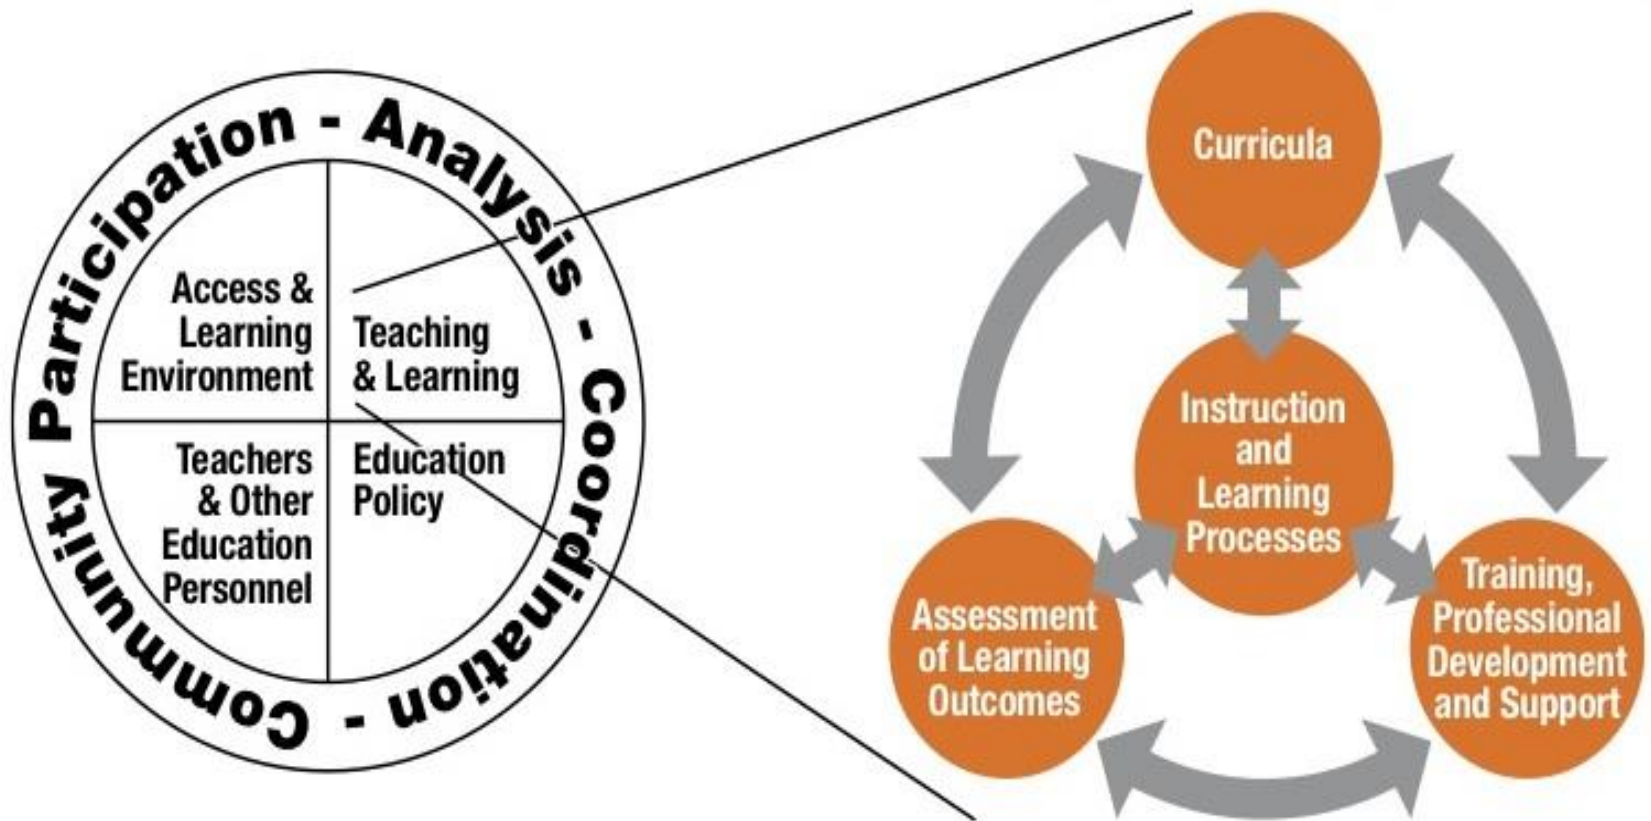 Community Participation - Analysis - Coordination -
Access &
Learning
Environment
Teaching
& Learning
Teachers
& Other
Education
Personnel
Education
Policy
Curricula
Instruction
and
Learning
Processes
Assessment
of Learning
Outcomes
Training,
Professional
Development
and Support